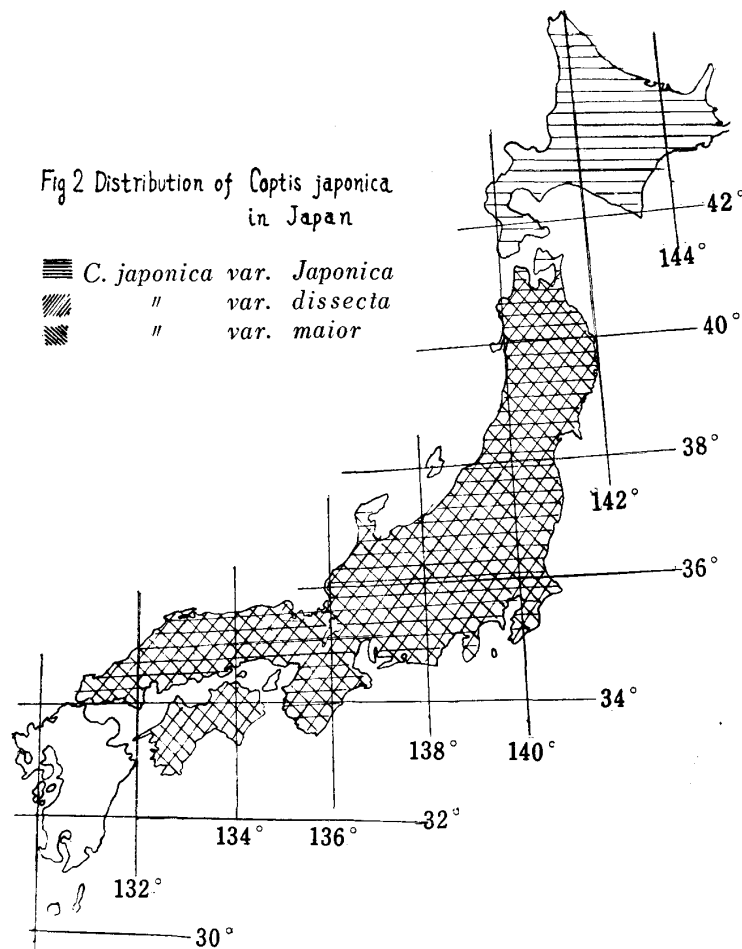 Fig 2 Distribution of Coptis japonica
in Japan
C. japonica var. Japonica
〃 var. dissecta
〃 var. maior
42°
144°
40°
38°
142°
36°
34°
138° 140°
134° 136° 32°
132°
30°